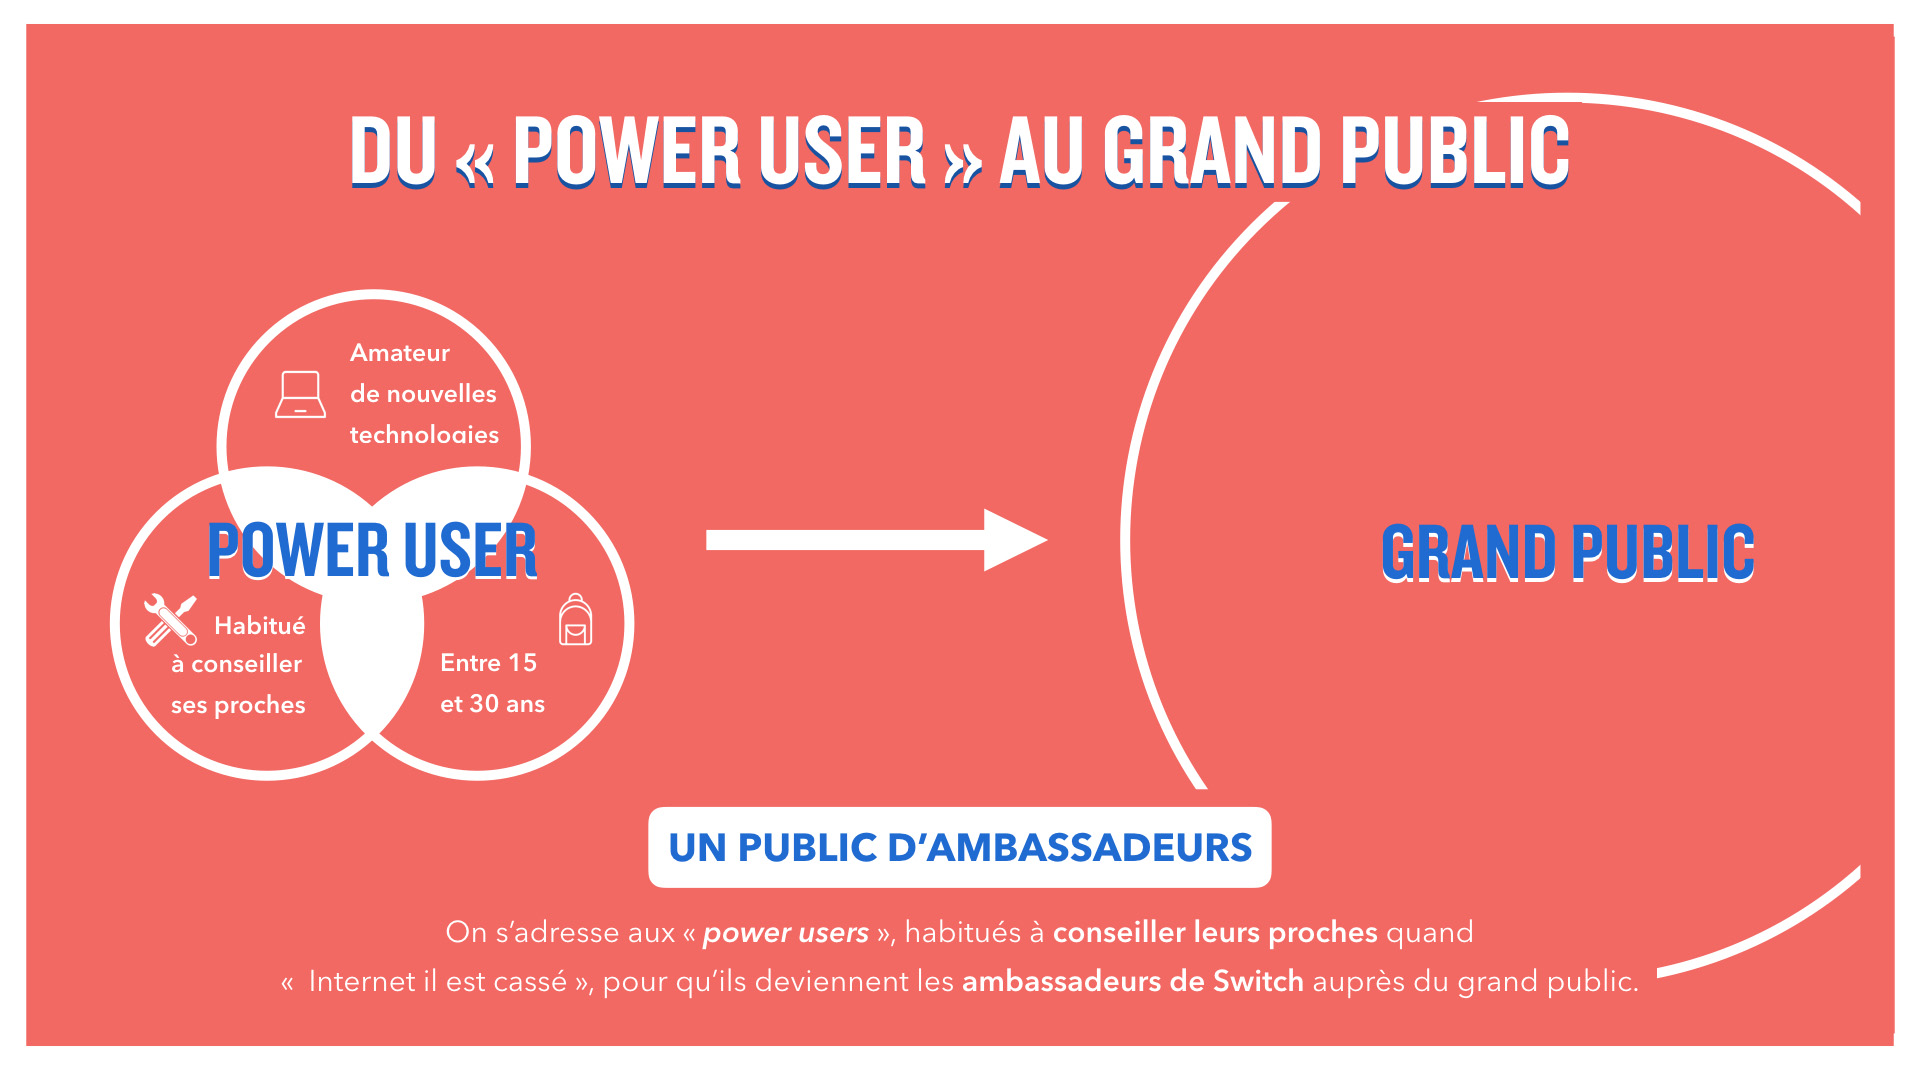 DU « POWER USER » AU GRAND PUBLIC
Amateur
de nouvelles
technologies
POWER USER
Habitué
à conseiller
ses proches
Entre 15
et 30 ans
GRAND PUBLIC
UN PUBLIC D’AMBASSADEURS
On s’adresse aux « power users », habitués à conseiller leurs proches quand
« Internet il est cassé », pour qu’ils deviennent les ambassadeurs de Switch auprès du grand public.